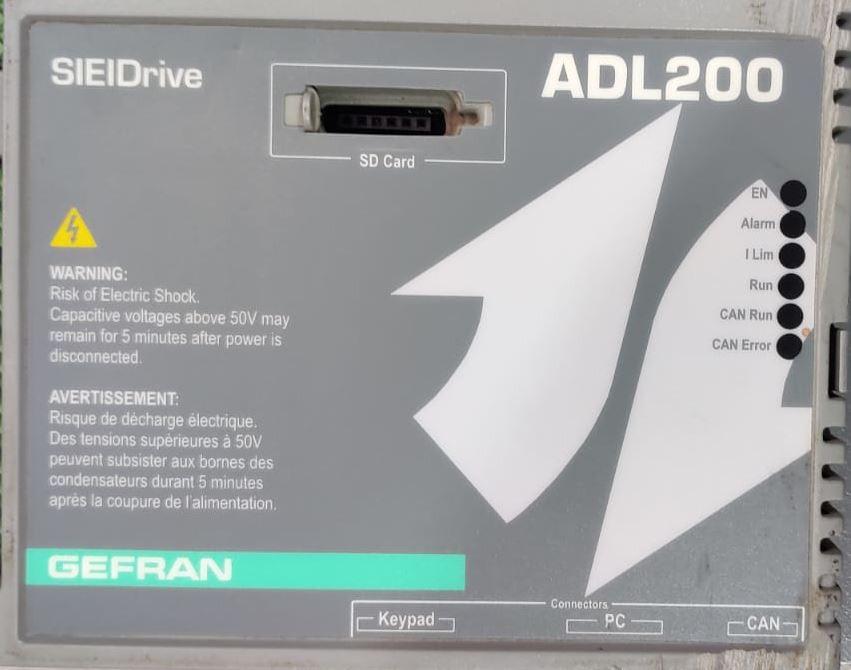 SIEIDrive
ADL200
SD Card
EN
Alarm
I Lim
Run
CAN Run
CAN Error
WARNING:
Risk of Electric Shock.
Capacitive voltages above 50V may
remain for 5 minutes after power is
disconnected.
AVERTISSEMENT:
Risque de décharge électrique.
Des tensions supérieures à 50V
peuvent subsister aux bornes des
condensateurs durant 5 minutes
après la coupure de l'alimentation.
GEFRAN
Connectors
Keypad
PC
CAN